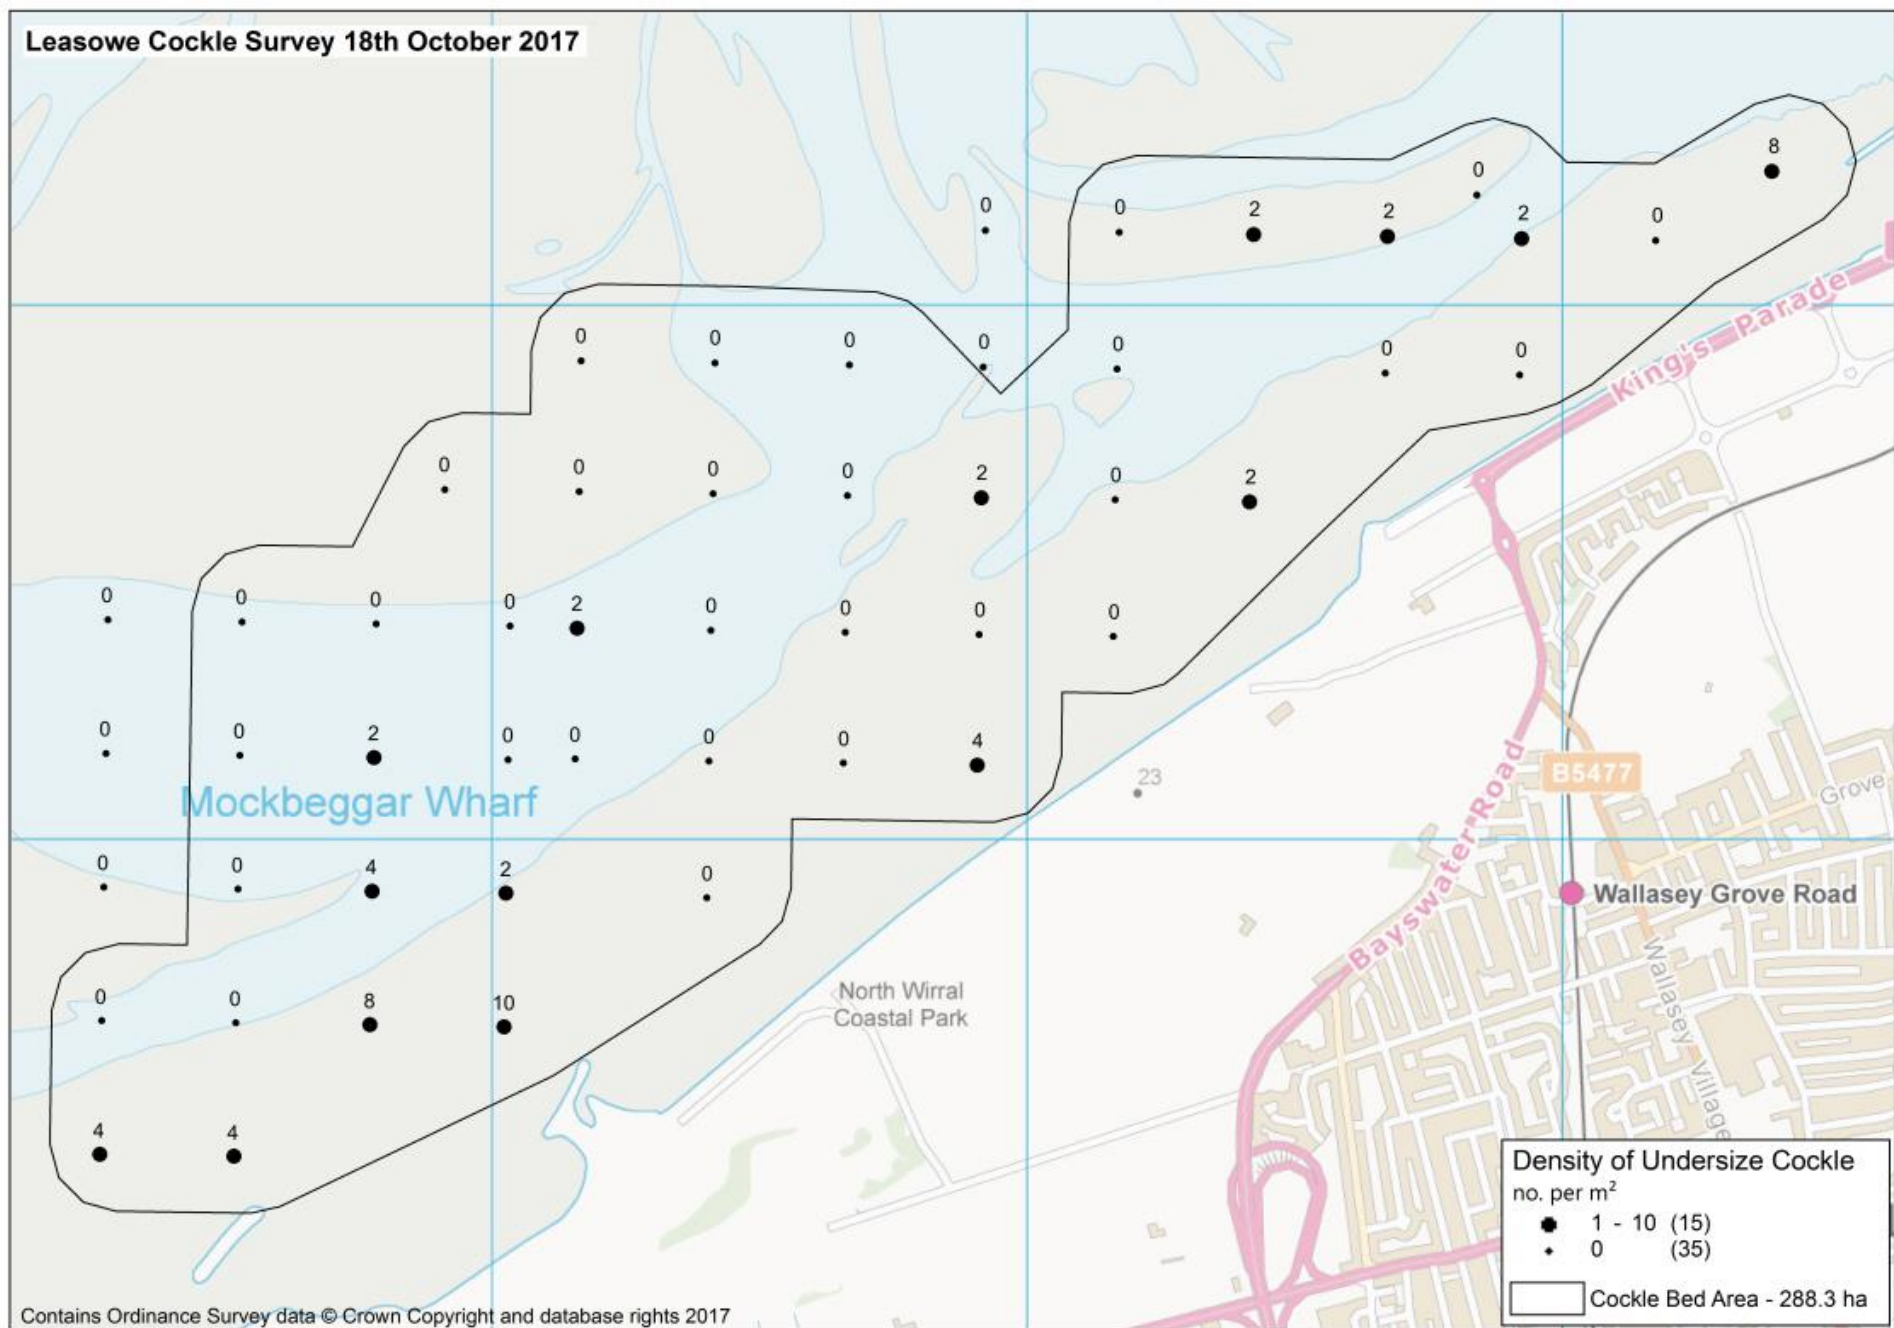 Leasowe Cockle Survey 18th October 2017
8
0
0 0 2 2 2 0
0 0 0 0 0 0 0
0 0 0 0 2 0 2
0 0 0 0 2 0 0 0 0
0 0 2 0 0 0 0 4
0 0 4 2 0
0 0 8 10
4 4
King's Parade
Mockbeggar Wharf
23
B5477
Grove
Bayswater Road
Wallasey Grove Road
Wallasey Village
North Wirral
Coastal Park
Density of Undersize Cockle
no. per m²
1 - 10 (15)
0 (35)
Cockle Bed Area - 288.3 ha
Contains Ordinance Survey data © Crown Copyright and database rights 2017